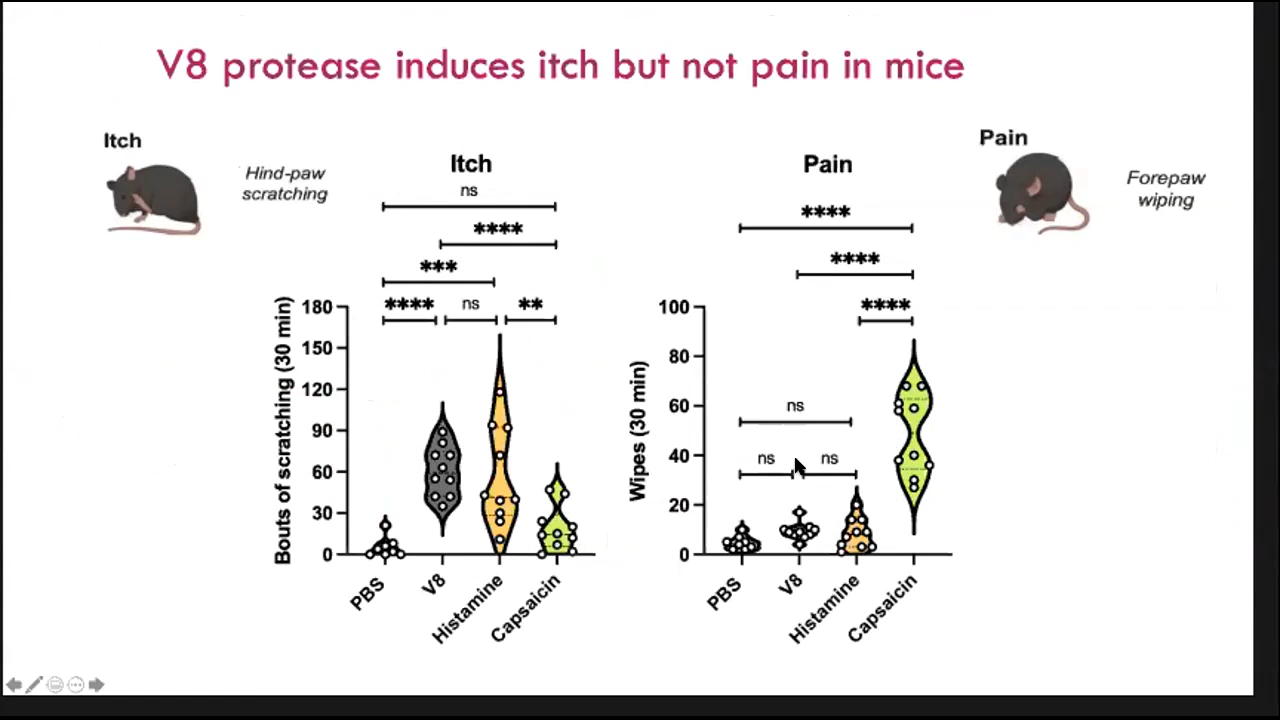 V8 protease induces itch but not pain in mice
Itch
Hind-paw
scratching
Itch
ns
****
***
****
ns
**
Bouts of scratching (30 min)
180
150
120
90
60
30
0
PBS
V8
Histamine
Capsaicin
Pain
Forepaw
wiping
Pain
****
****
****
ns
ns
ns
Wipes (30 min)
100
80
60
40
20
0
PBS
V8
Histamine
Capsaicin